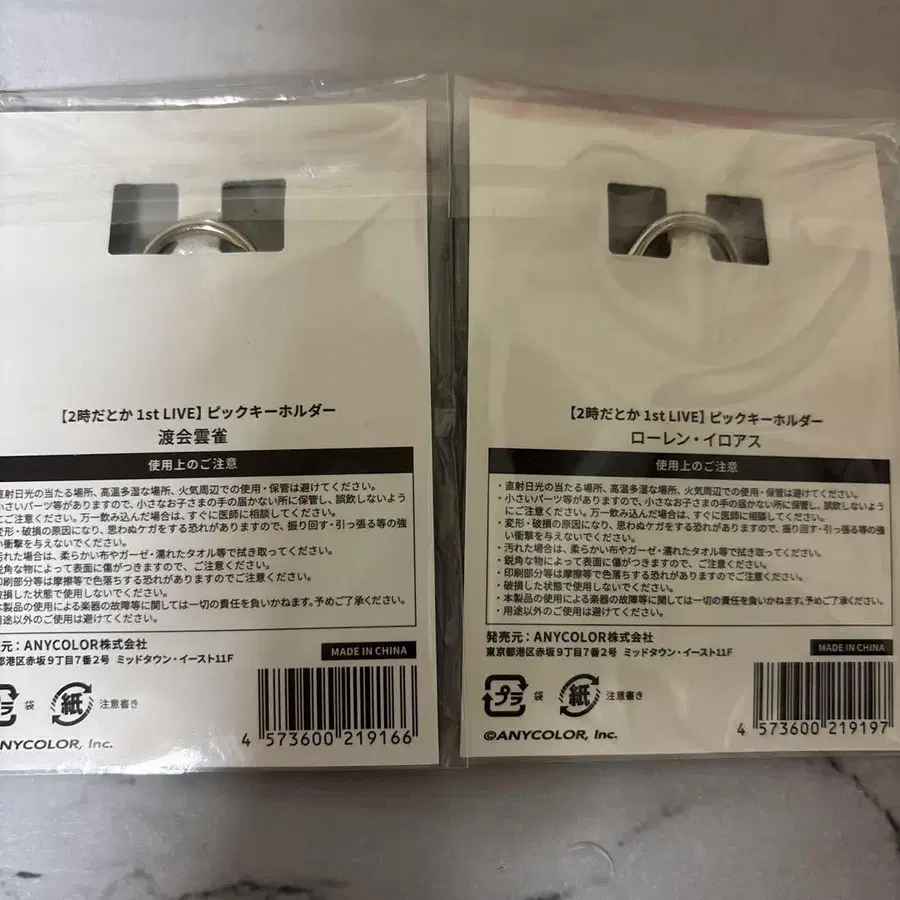 【2時だとか 1st LIVE】ピックキーホルダー
渡会雲雀
使用上のご注意
直射日光の当たる場所、高温多湿な場所、火気周辺での使用・保管は避けてください。
小さいパーツ等がありますので、小さなお子さまの手の届かない所に保管し、誤飲しないよう
にご注意ください。万一飲み込んだ場合は、すぐに医師に相談してください。
変形・破損の原因になり、思わぬケガをする恐れがありますので、振り回す・引っ張る等の強
い衝撃を与えないでください。
汚れた場合は、柔らかい布やガーゼ・濡れたタオル等で拭き取ってください。
鋭角な物によって表面に傷がつきますので、ご注意ください。
印刷部分等は摩擦等で色落ちする恐れがありますのでご注意ください。
破損した状態で使用しないでください。
本製品の使用による楽器の故障等に関しては一切の責任を負いかねます。予めご了承ください。
用途以外のご使用は避けてください。
元：ANYCOLOR株式会社
都港区赤坂9丁目7番2号 ミッドタウン・イースト11F
MADE IN CHINA
プラ 袋 紙 注意書き
4 573600 219166
ANYCOLOR, Inc.
【2時だとか 1st LIVE】ピックキーホルダー
ローレン・イロアス
使用上のご注意
・直射日光の当たる場所、高温多湿な場所、火気周辺での使用・保管は避けてください。
・小さいパーツ等がありますので、小さなお子さまの手の届かない所に保管し、誤飲しないよう
にご注意ください。万一飲み込んだ場合は、すぐに医師に相談してください。
・変形・破損の原因になり、思わぬケガをする恐れがありますので、振り回す・引っ張る等の強
い衝撃を与えないでください。
・汚れた場合は、柔らかい布やガーゼ・濡れたタオル等で拭き取ってください。
・鋭角な物によって表面に傷がつきますので、ご注意ください。
・印刷部分等は摩擦等で色落ちする恐れがありますのでご注意ください。
・破損した状態で使用しないでください。
・本製品の使用による楽器の故障等に関しては一切の責任を負いかねます。予めご了承ください。
・用途以外のご使用は避けてください。
発売元：ANYCOLOR株式会社
東京都港区赤坂9丁目7番2号 ミッドタウン・イースト11F
MADE IN CHINA
プラ 袋 紙 注意書き
4 573600 219197
©ANYCOLOR, Inc.